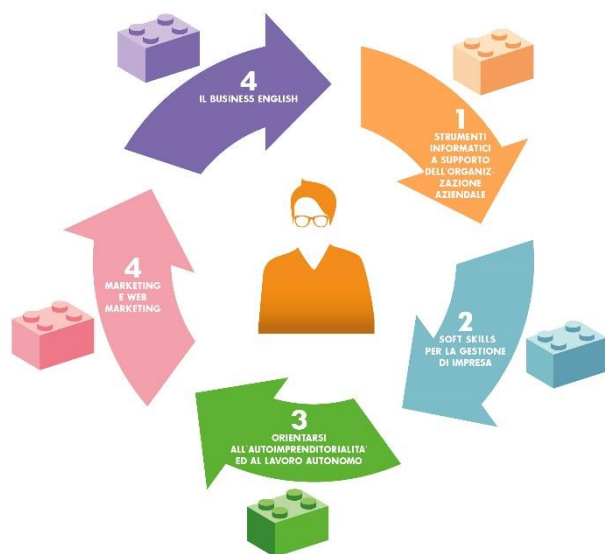 4
IL BUSINESS ENGLISH
1
STRUMENTI
INFORMATICI
A SUPPORTO
DELL'ORGANIZ-
ZAZIONE
AZIENDALE
2
SOFT SKILLS
PER LA GESTIONE
DI IMPRESA
3
ORIENTARSI
ALL'AUTOIMPRENDITORIALITA'
ED AL LAVORO AUTONOMO
4
MARKETING
E WEB
MARKETING